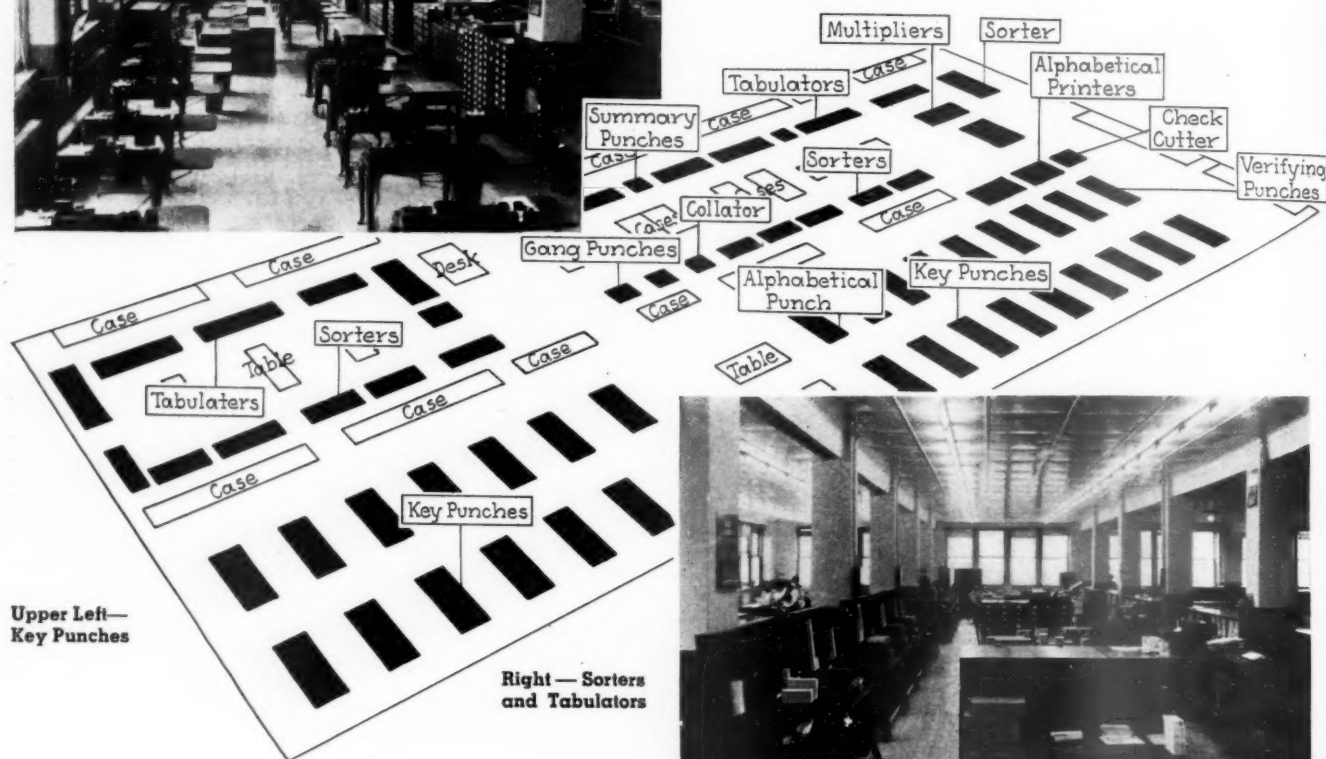 Multipliers
Sorter
Case
Alphabetical
Printers
Tabulators
Case
Check
Cutter
Summary
Punches
Sorters
Verifying
Punches
Cases
Collator
Case
Gang Punches
Case
Desk
Alphabetical
Punch
Key Punches
Case
Case
Sorters
Table
Case
Table
Tabulaters
Case
Case
Key Punches
Upper Left—
Key Punches
Right — Sorters
and Tabulators